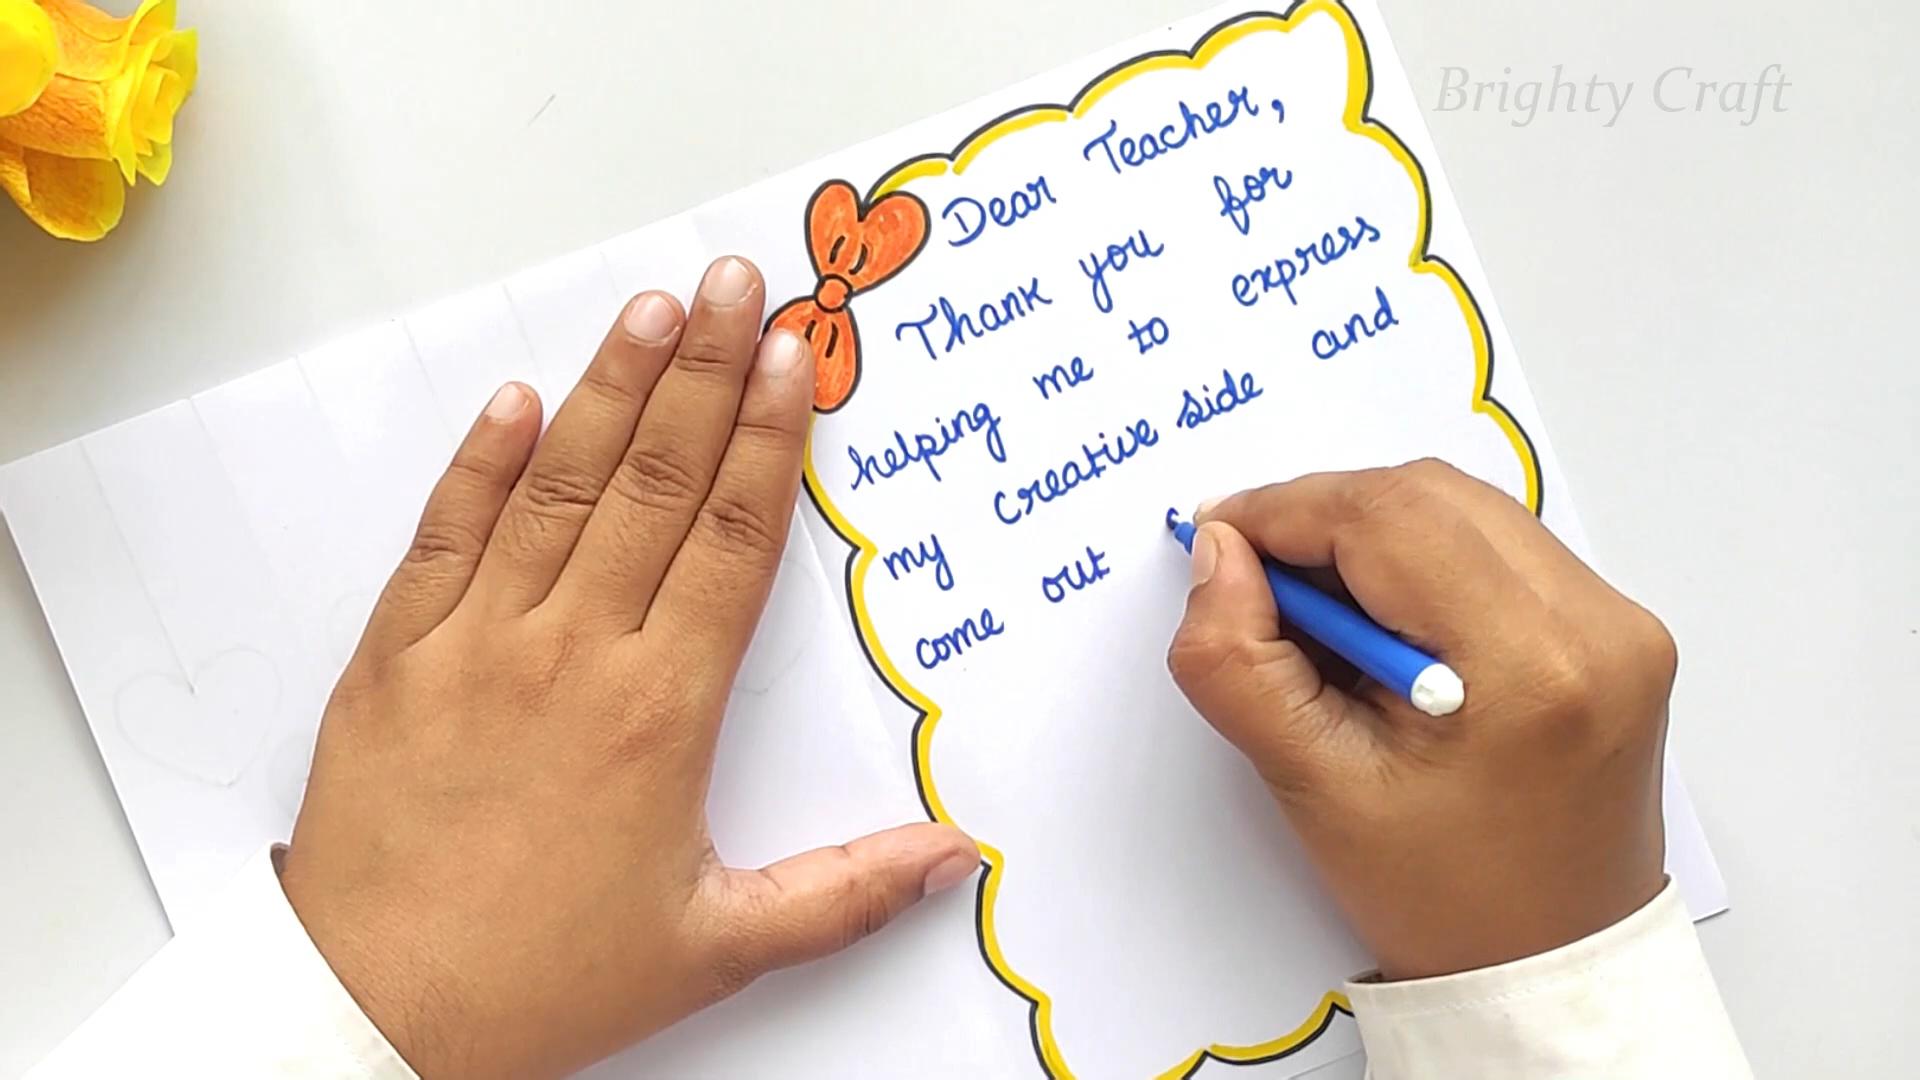 Brighty Craft
Dear Teacher,
Thank you for
helping me to express
my creative side and
come out